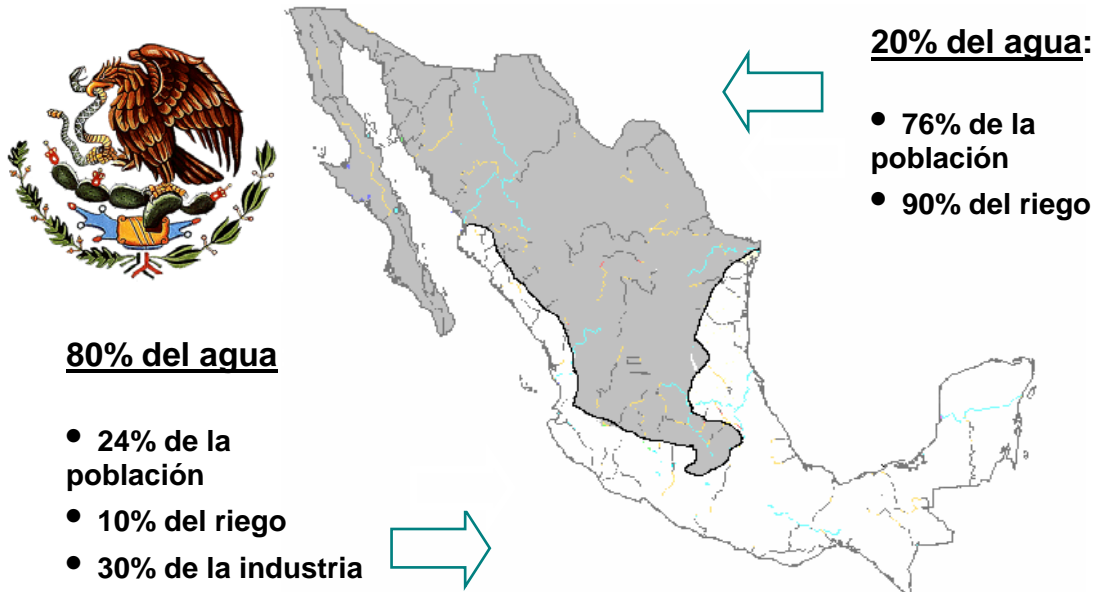 20% del agua:
• 76% de la
población
• 90% del riego
80% del agua
• 24% de la
población
• 10% del riego
• 30% de la industria